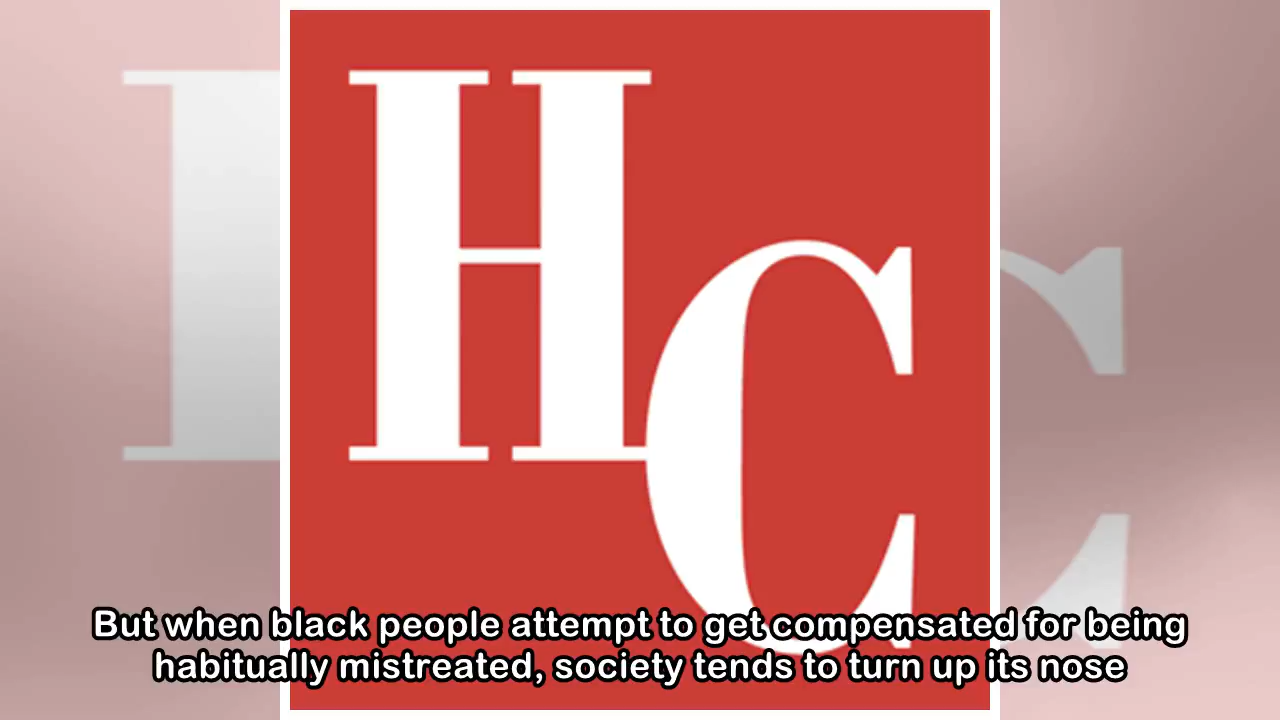 HC
But when black people attempt to get compensated for being
habitually mistreated, society tends to turn up its nose